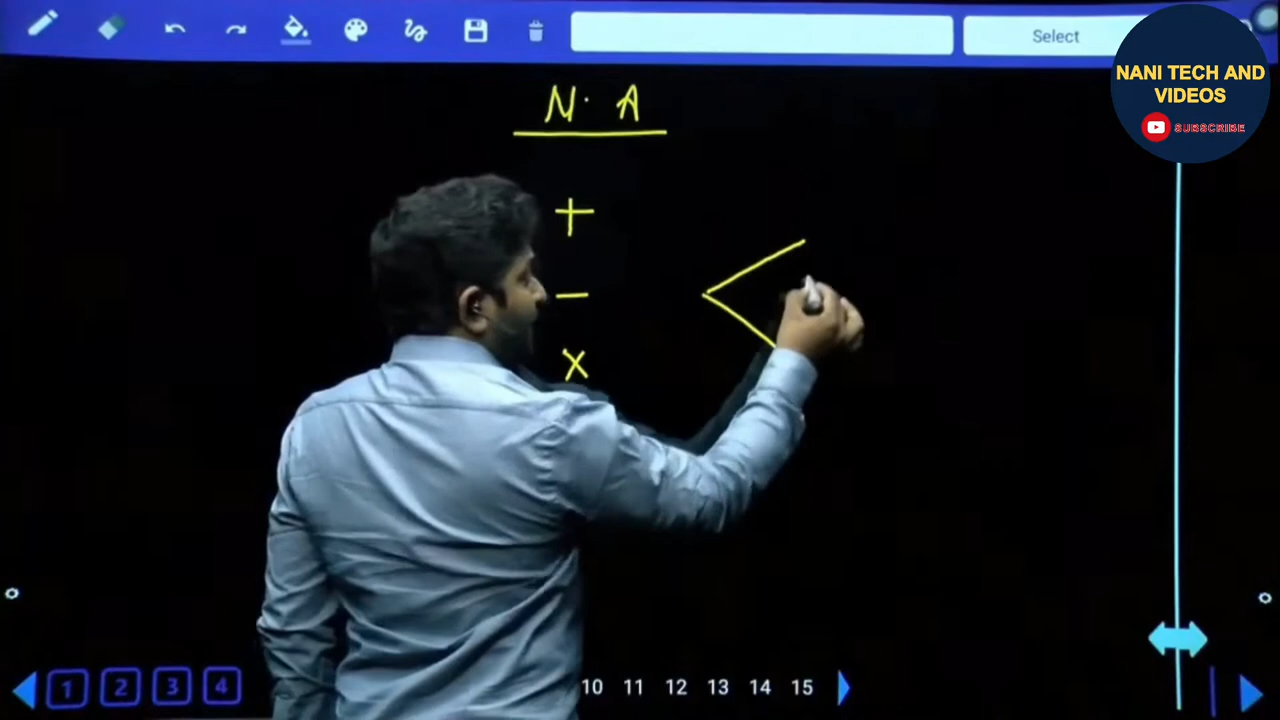 Select
NANI TECH AND
VIDEOS
SUBSCRIBE
N. A
+
-
×
1 2 3 4 10 11 12 13 14 15